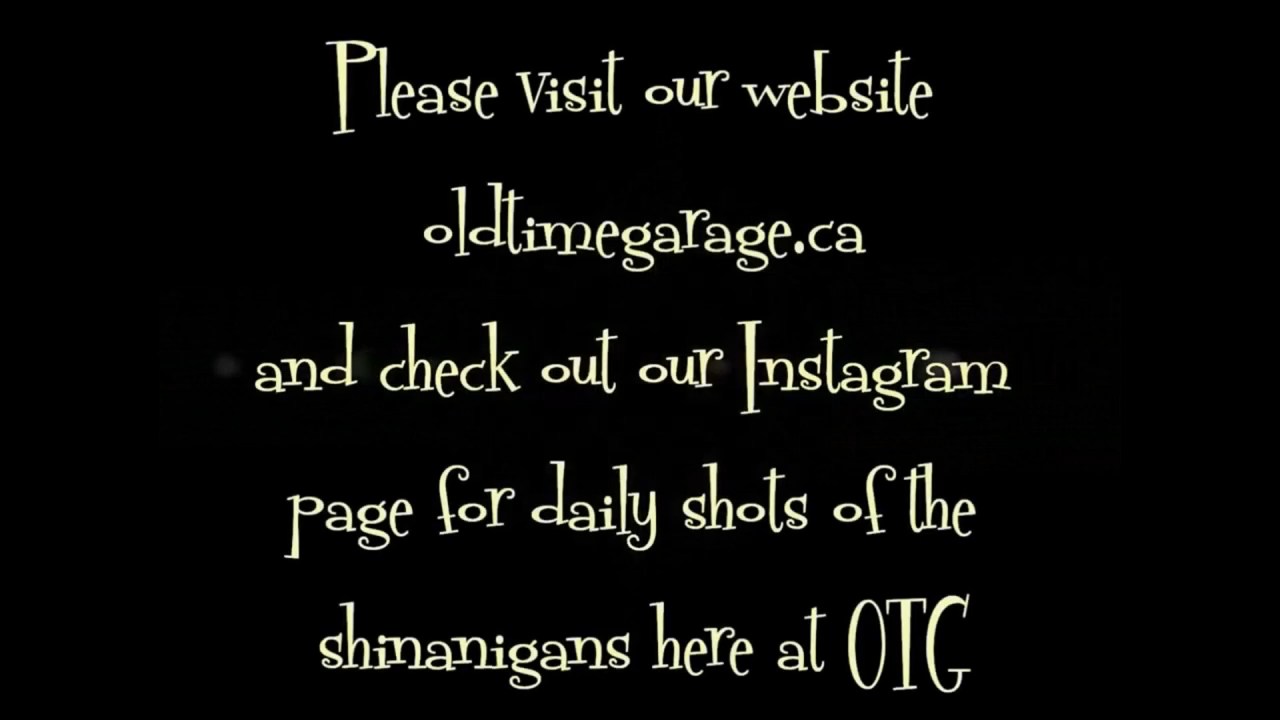 Please visit our website
oldtimegarage.ca
and check out our Instagram
page for daily shots of the
shinanigans here at OTG